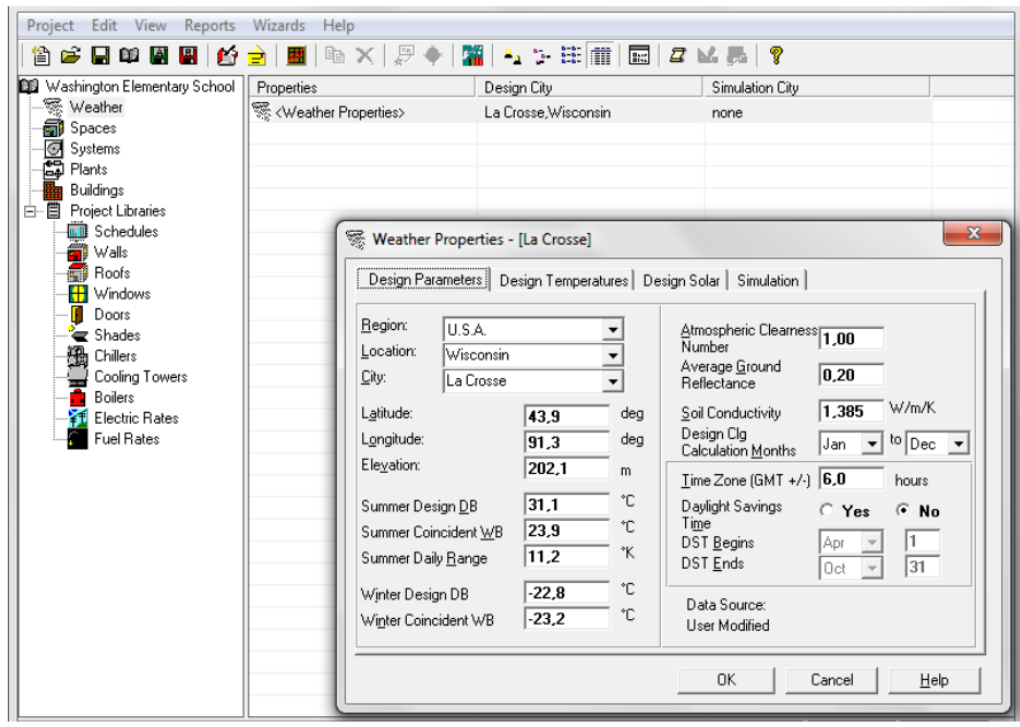 Project Edit View Reports Wizards Help
Washington Elementary School
Weather
Spaces
Systems
Plants
Buildings
Project Libraries
Schedules
Walls
Roofs
Windows
Doors
Shades
Chillers
Cooling Towers
Boilers
Electric Rates
Fuel Rates
Properties Design City Simulation City
<Weather Properties> La Crosse,Wisconsin none
Weather Properties - [La Crosse]
Design Parameters Design Temperatures Design Solar Simulation
Region: U.S.A.
Location: Wisconsin
City: La Crosse
Latitude: 43,9 deg
Longitude: 91,3 deg
Elevation: 202,1 m
Summer Design DB 31,1 °C
Summer Coincident WB 23,9 °C
Summer Daily Range 11,2 °K
Winter Design DB -22,8 °C
Winter Coincident WB -23,2 °C
Atmospheric Clearness
Number 1,00
Average Ground
Reflectance 0,20
Soil Conductivity 1,385 W/m/K
Design Clg
Calculation Months Jan to Dec
Time Zone (GMT +/-) 6,0 hours
Daylight Savings
Time Yes No
DST Begins Apr 1
DST Ends Oct 31
Data Source:
User Modified
OK Cancel Help